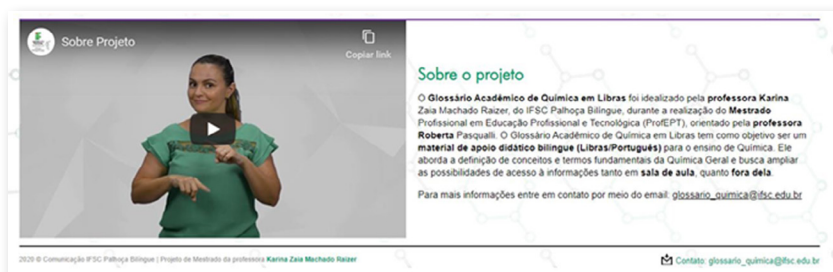 Sobre Projeto
Copiar link
Sobre o projeto
O Glossário Acadêmico de Química em Libras foi idealizado pela professora Karina
Zaia Machado Raizer, do IFSC Palhoça Bilíngue, durante a realização do Mestrado
Profissional em Educação Profissional e Tecnológica (ProfEPT), orientado pela professora
Roberta Pasqualli. O Glossário Acadêmico de Química em Libras tem como objetivo ser um
material de apoio didático bilíngue (Libras/Português) para o ensino de Química. Ele
aborda a definição de conceitos e termos fundamentais da Química Geral e busca ampliar
as possibilidades de acesso à informações tanto em sala de aula, quanto fora dela.
Para mais informações entre em contato por meio do email: glossario_quimica@ifsc.edu.br
2020 © Comunicação IFSC Palhoça Bilíngue | Projeto de Mestrado da professora Karina Zaia Machado Raizer
Contato: glossario_quimica@ifsc.edu.br